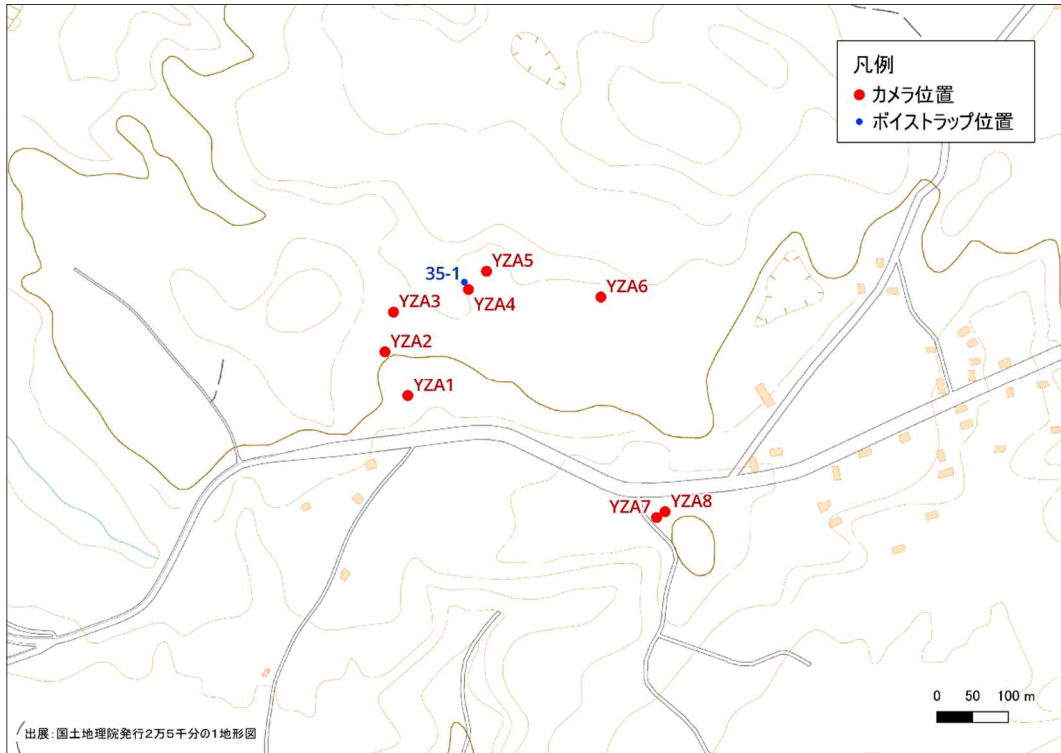 凡例
カメラ位置
ボイストラップ位置
YZA5
35-1
YZA4
YZA6
YZA3
YZA2
YZA1
YZA8
YZA7
0 50 100 m
出展:国土地理院発行2万5千分の1地形図